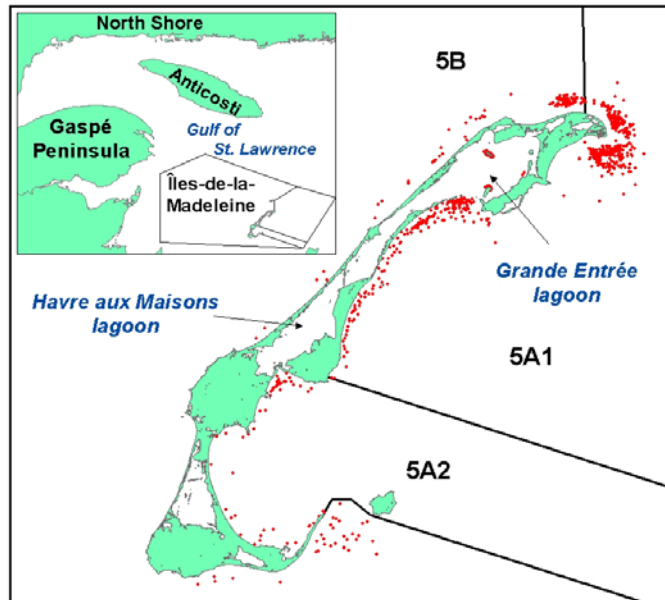 North Shore
Anticosti
Gaspé
Peninsula
Gulf of
St. Lawrence
Îles-de-la-
Madeleine
5B
Grande Entrée
lagoon
Havre aux Maisons
lagoon
5A1
5A2